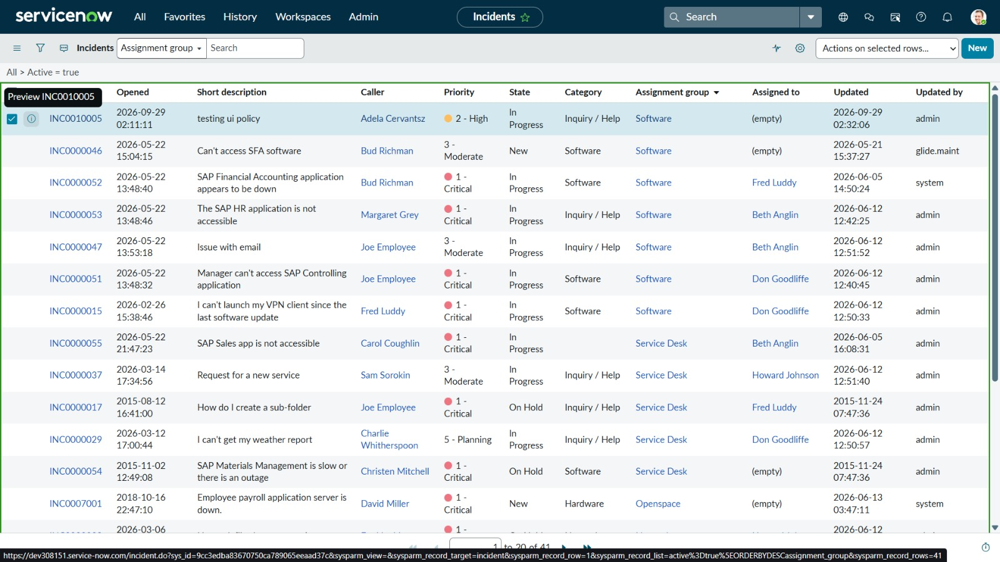 servicenow All Favorites History Workspaces Admin Incidents Search
Incidents Assignment group Search Actions on selected rows... New
All > Active = true
Preview INC0010005
Opened Short description Caller Priority State Category Assignment group Assigned to Updated Updated by
INC0010005 2026-09-29 02:11:11 testing ui policy Adela Cervantsz 2 - High In Progress Inquiry / Help Software (empty) 2026-09-29 02:32:06 admin
INC0000046 2026-05-22 15:04:15 Can't access SFA software Bud Richman 3 - Moderate New Software Software (empty) 2026-05-21 15:37:27 glide.maint
INC0000052 2026-05-22 13:48:40 SAP Financial Accounting application appears to be down Bud Richman 1 - Critical In Progress Software Software Fred Luddy 2026-06-05 14:50:24 system
INC0000053 2026-05-22 13:48:46 The SAP HR application is not accessible Margaret Grey 1 - Critical In Progress Inquiry / Help Software Beth Anglin 2026-06-12 12:42:25 admin
INC0000047 2026-05-22 13:53:18 Issue with email Joe Employee 3 - Moderate In Progress Inquiry / Help Software Beth Anglin 2026-06-12 12:51:52 admin
INC0000051 2026-05-22 13:48:32 Manager can't access SAP Controlling application Joe Employee 1 - Critical In Progress Software Software Don Goodliffe 2026-06-12 12:40:45 admin
INC0000015 2026-02-26 15:38:46 I can't launch my VPN client since the last software update Fred Luddy 1 - Critical In Progress Software Software Don Goodliffe 2026-06-12 12:50:33 admin
INC0000055 2026-05-22 21:47:23 SAP Sales app is not accessible Carol Coughlin 1 - Critical In Progress Service Desk Beth Anglin 2026-06-05 16:08:31 admin
INC0000037 2026-03-14 17:34:56 Request for a new service Sam Sorokin 3 - Moderate In Progress Inquiry / Help Service Desk Howard Johnson 2026-06-12 12:51:40 admin
INC0000017 2015-08-12 16:41:00 How do I create a sub-folder Joe Employee 1 - Critical On Hold Inquiry / Help Service Desk Fred Luddy 2015-11-24 07:47:36 admin
INC0000029 2026-03-12 17:00:44 I can't get my weather report Charlie Whitherspoon 5 - Planning In Progress Inquiry / Help Service Desk Don Goodliffe 2026-06-12 12:50:57 admin
INC0000054 2015-11-02 12:49:08 SAP Materials Management is slow or there is an outage Christen Mitchell 1 - Critical On Hold Software Service Desk (empty) 2015-11-24 07:47:36 admin
INC0007001 2018-10-16 22:47:10 Employee payroll application server is down. David Miller 1 - Critical New Hardware Openspace (empty) 2026-06-13 03:47:11 system
2026-03-06 1 - 2026-06-12
1 to 20 of 41
https://dev308151.service-now.com/incident.do?sys_id=9cc3edba83670750ca789065eeaad37c&sysparm_view=&sysparm_record_target=incident&sysparm_record_row=1&sysparm_record_list=active%3Dtrue%5EORDERBYDESCassignment_group&sysparm_record_rows=41